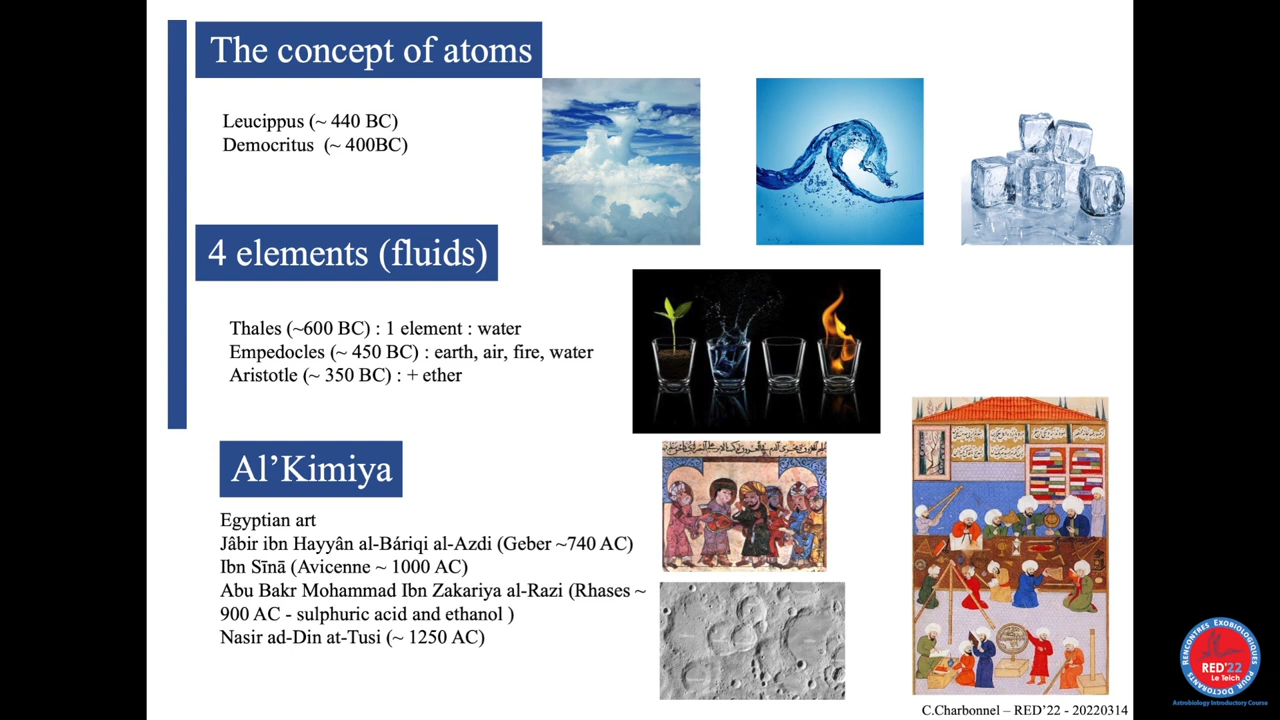 The concept of atoms
Leucippus (~ 440 BC)
Democritus (~ 400BC)
4 elements (fluids)
Thales (~600 BC) : 1 element : water
Empedocles (~ 450 BC) : earth, air, fire, water
Aristotle (~ 350 BC) : + ether
Al’Kimiya
Egyptian art
Jâbir ibn Hayyân al-Báriqi al-Azdi (Geber ~740 AC)
Ibn Sīnā (Avicenne ~ 1000 AC)
Abu Bakr Mohammad Ibn Zakariya al-Razi (Rhases ~
900 AC - sulphuric acid and ethanol )
Nasir ad-Din at-Tusi (~ 1250 AC)
C.Charbonnel – RED’22 - 20220314
RENCONTRES EXOBIOLOGIQUES POUR DOCTORANTS
RED'22
Le Teich
Astrobiology Introductory Course